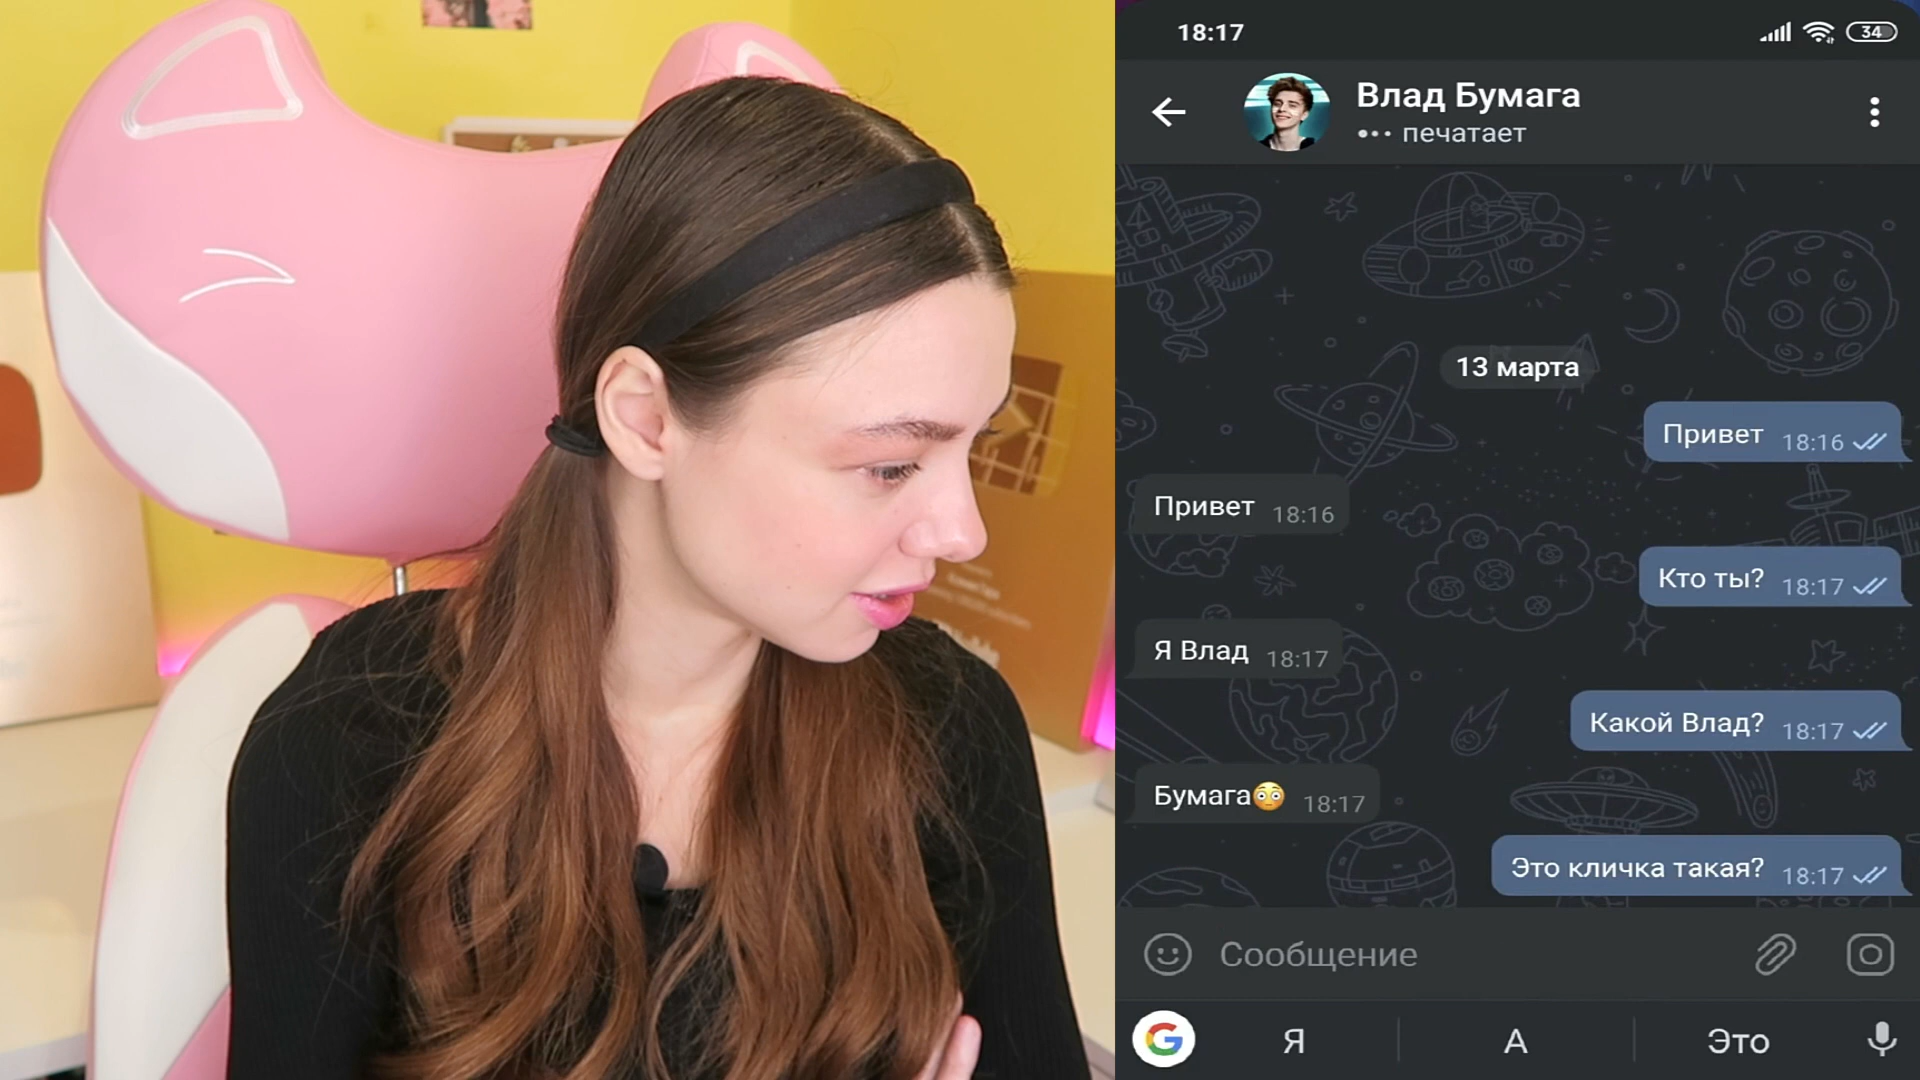 18:17
34
Влад Бумага
••• печатает
13 марта
Привет 18:16
Привет 18:16
Кто ты? 18:17
Я Влад 18:17
Какой Влад? 18:17
Бумага😳 18:17
Это кличка такая? 18:17
Сообщение
Я
А
Это